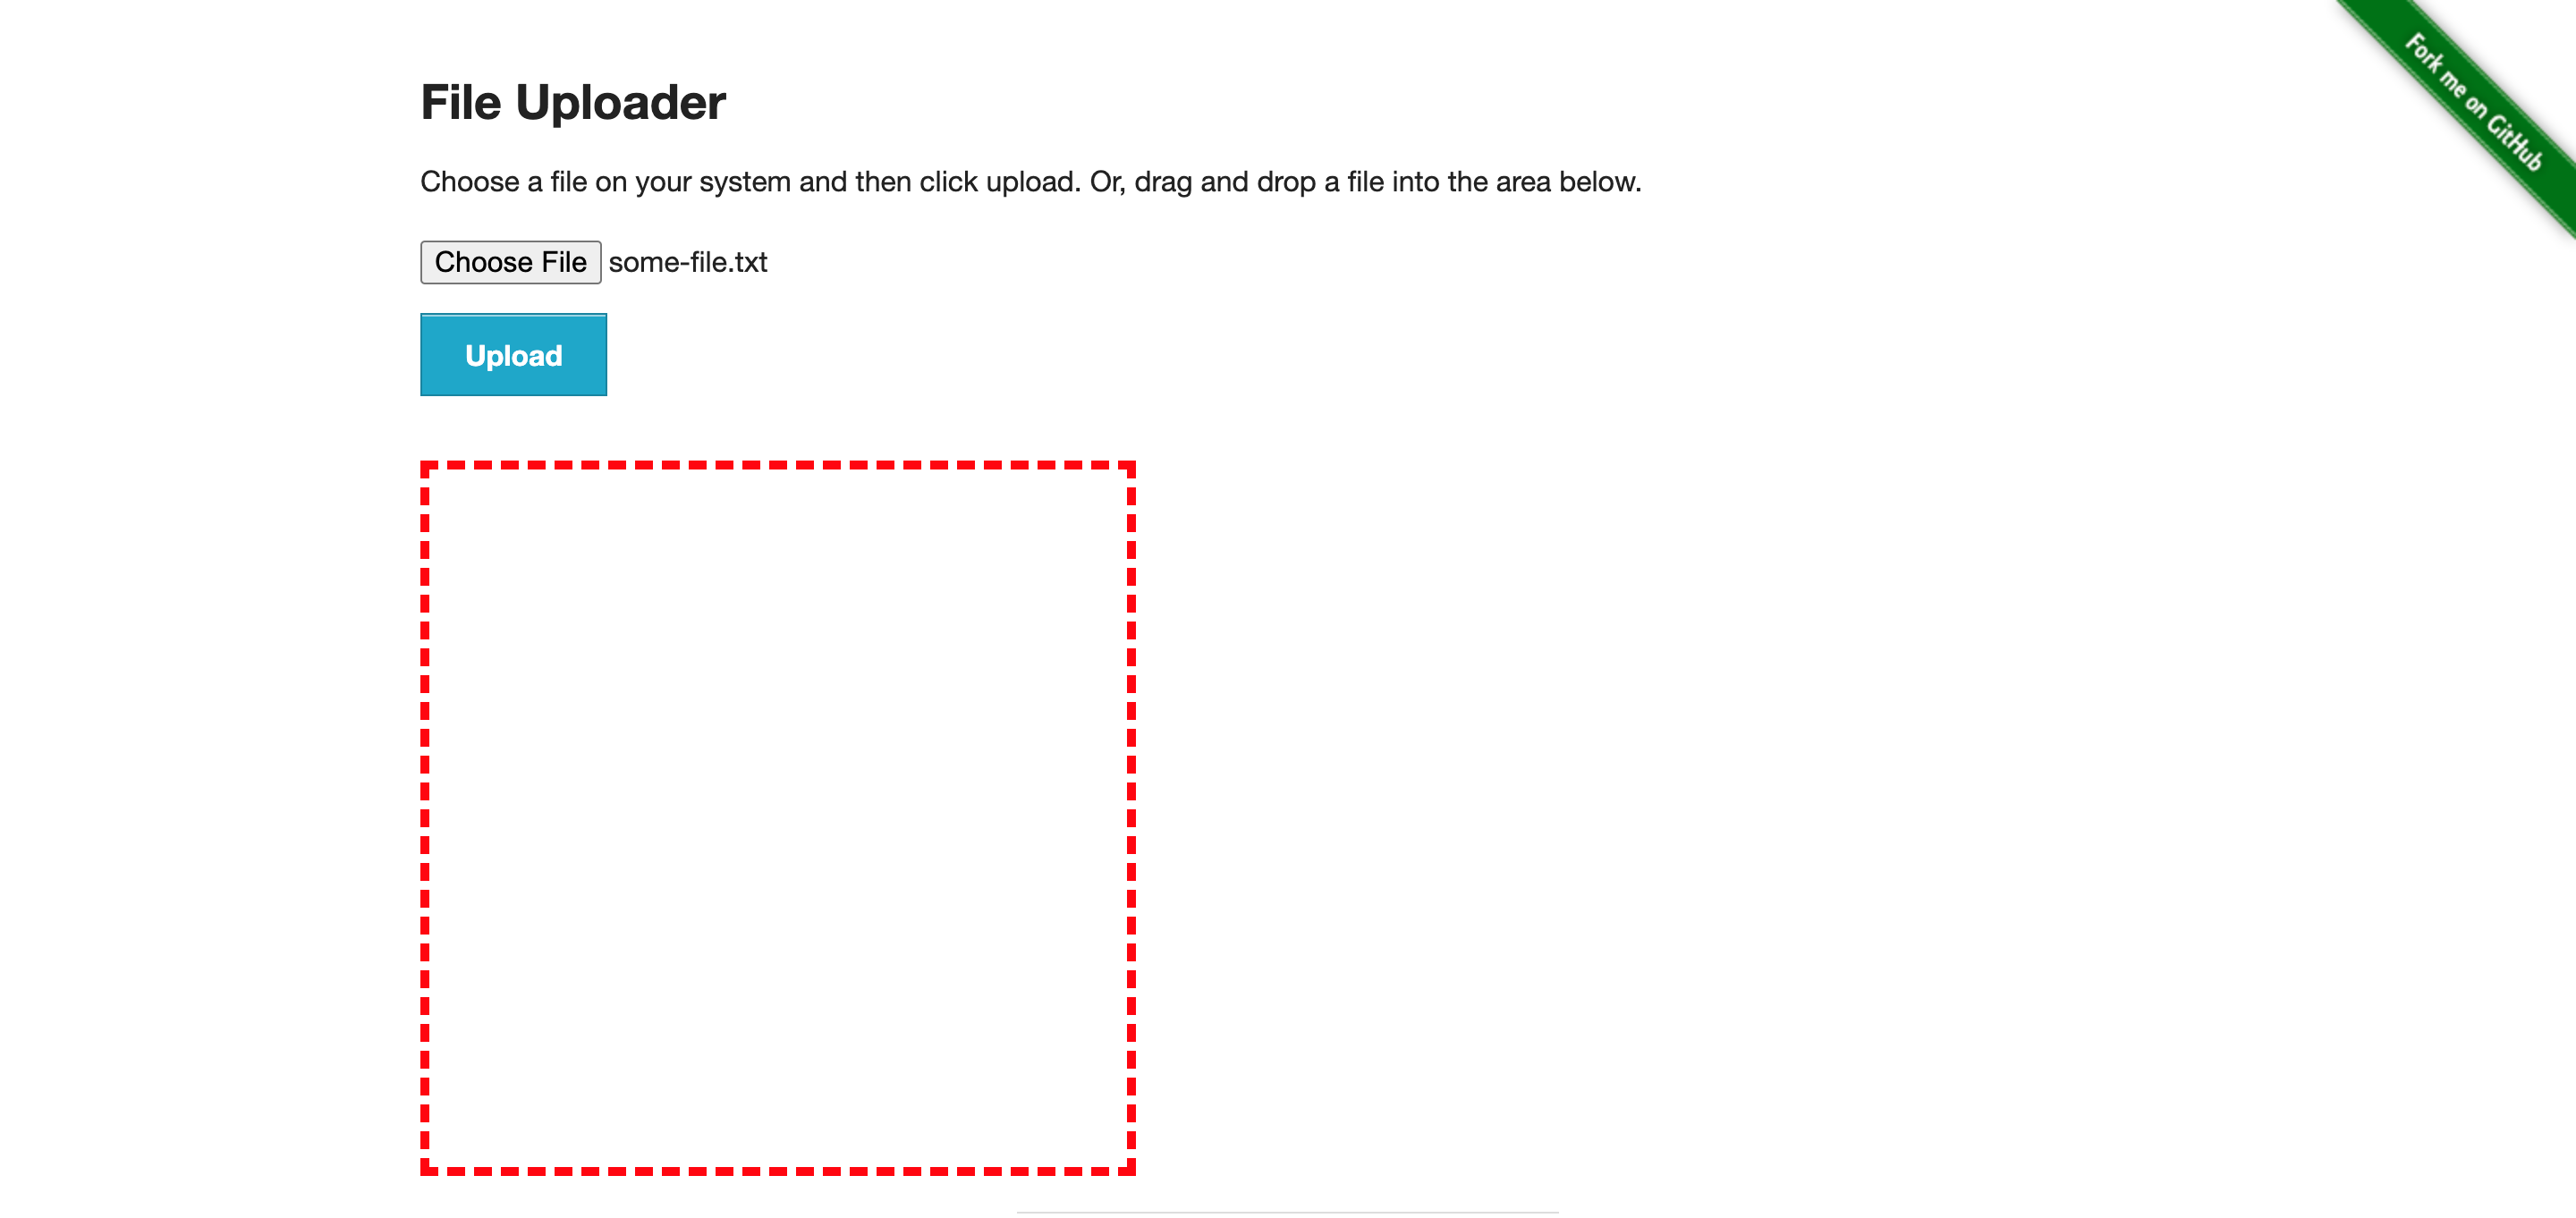 Fork me on GitHub
File Uploader
Choose a file on your system and then click upload. Or, drag and drop a file into the area below.
Choose File some-file.txt
Upload